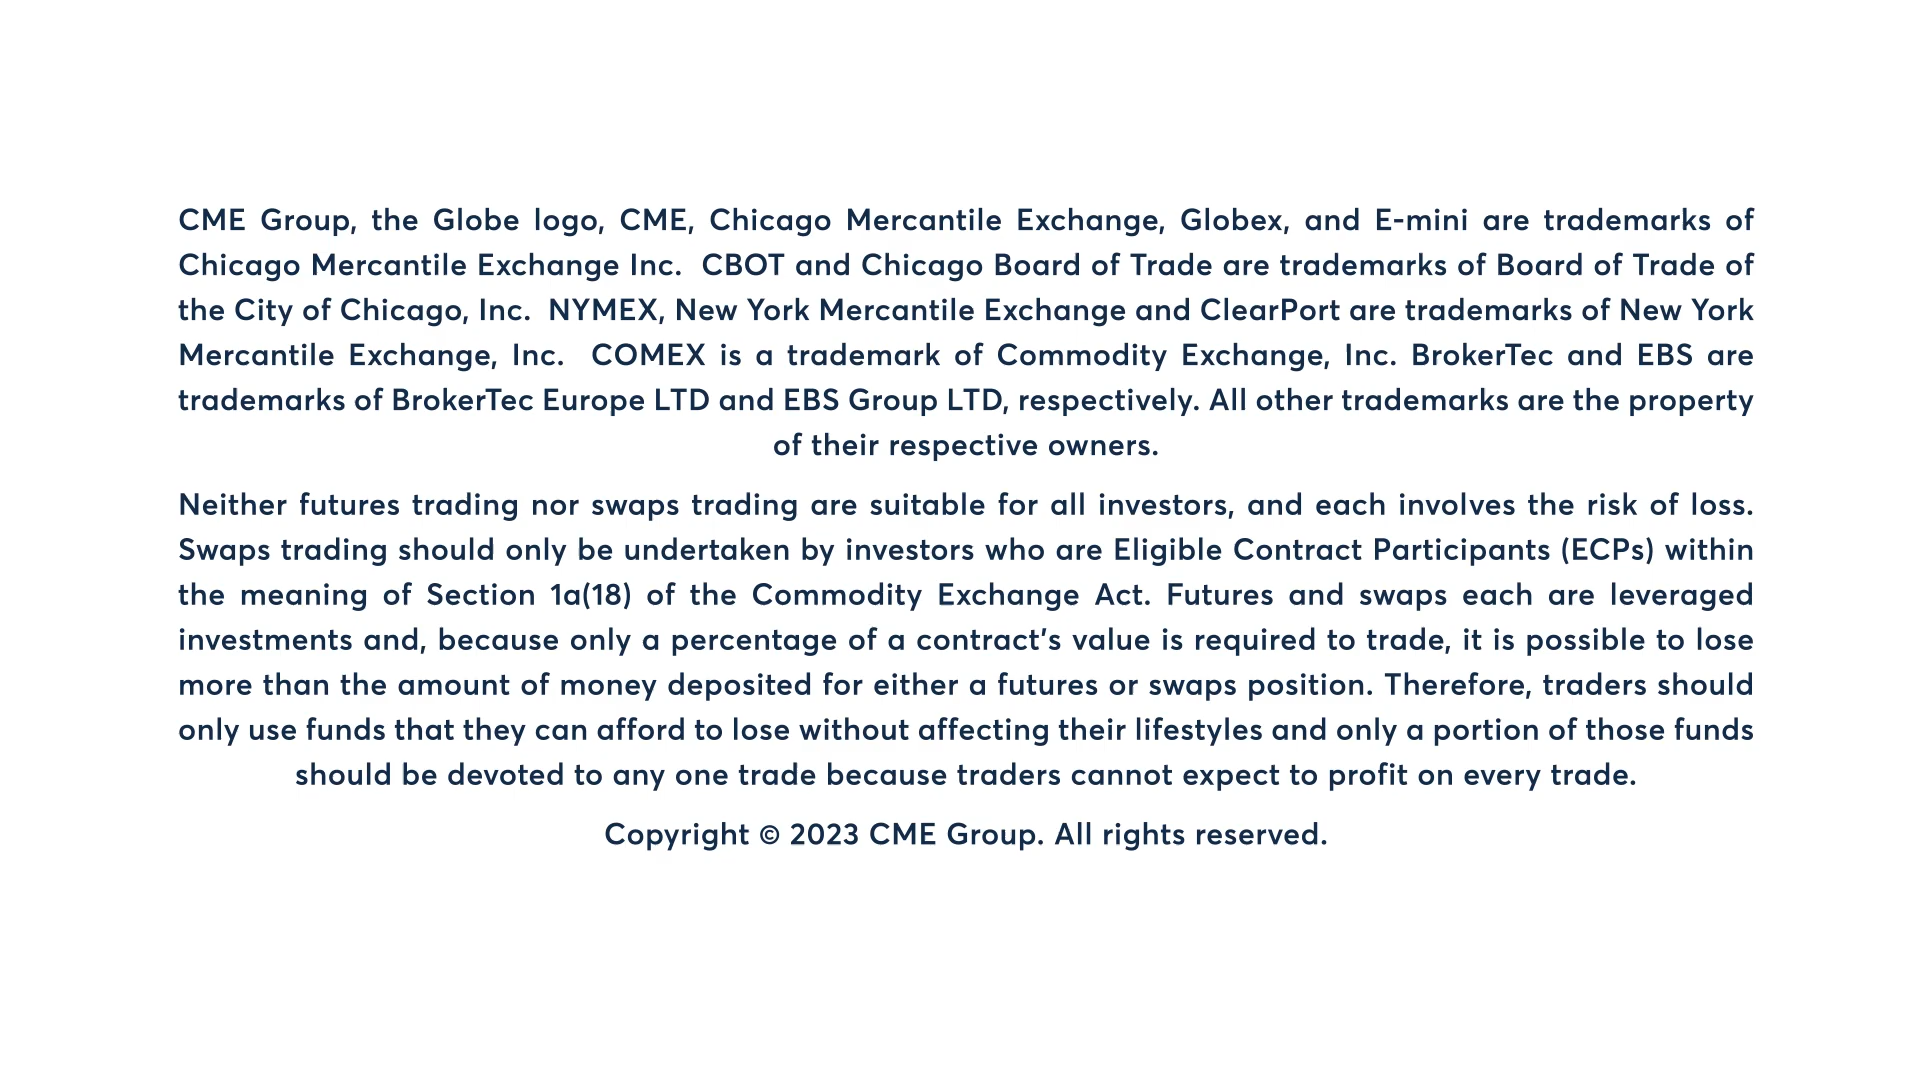 CME Group, the Globe logo, CME, Chicago Mercantile Exchange, Globex, and E-mini are trademarks of
Chicago Mercantile Exchange Inc.  CBOT and Chicago Board of Trade are trademarks of Board of Trade of
the City of Chicago, Inc.  NYMEX, New York Mercantile Exchange and ClearPort are trademarks of New York
Mercantile Exchange, Inc.  COMEX is a trademark of Commodity Exchange, Inc. BrokerTec and EBS are
trademarks of BrokerTec Europe LTD and EBS Group LTD, respectively. All other trademarks are the property
of their respective owners.
Neither futures trading nor swaps trading are suitable for all investors, and each involves the risk of loss.
Swaps trading should only be undertaken by investors who are Eligible Contract Participants (ECPs) within
the meaning of Section 1a(18) of the Commodity Exchange Act. Futures and swaps each are leveraged
investments and, because only a percentage of a contract's value is required to trade, it is possible to lose
more than the amount of money deposited for either a futures or swaps position. Therefore, traders should
only use funds that they can afford to lose without affecting their lifestyles and only a portion of those funds
should be devoted to any one trade because traders cannot expect to profit on every trade.
Copyright © 2023 CME Group. All rights reserved.